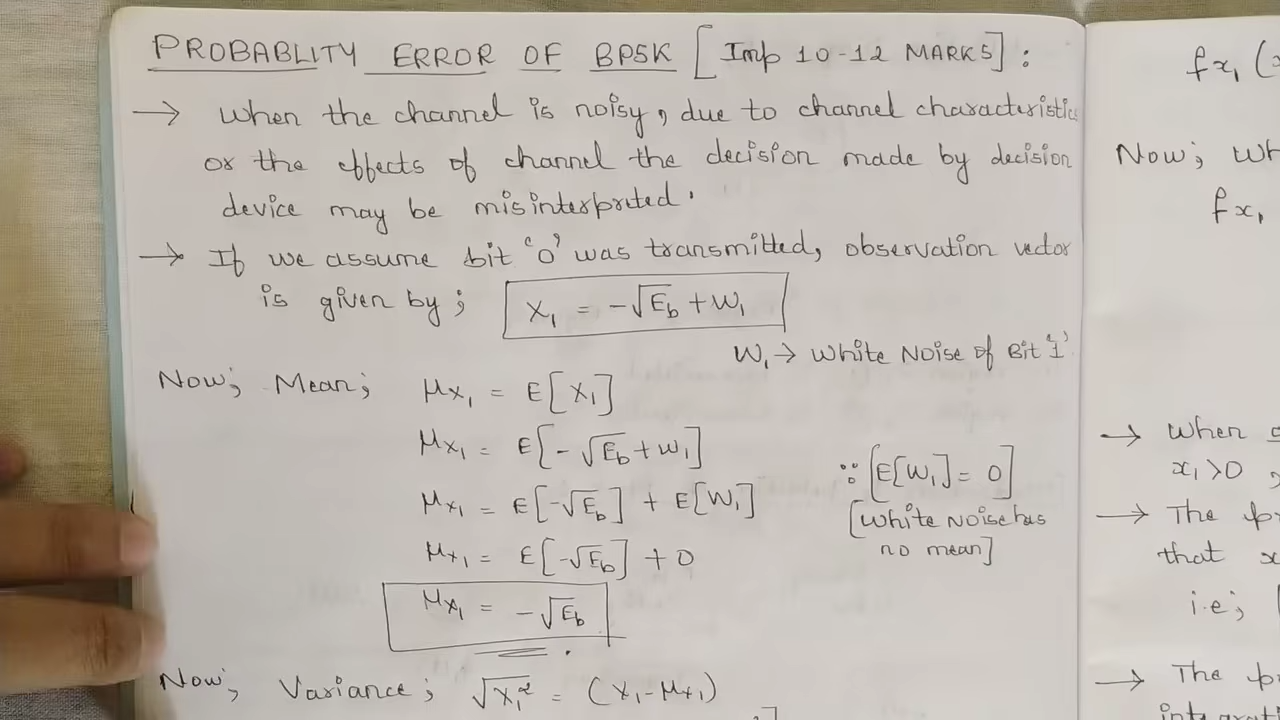 PROBABLITY ERROR OF BPSK [Imp 10-12 MARKS] :
→ When the channel is noisy, due to channel characteristics
or the effects of channel the decision made by decision
device may be misinterpreted.
→ If we assume bit '0' was transmitted, observation vector
is given by; X₁ = -√Eb + W₁
W₁ → White Noise of Bit '1'
Now; Mean; μx₁ = E[X₁]
μx₁ = E[-√Eb + W₁]
μx₁ = E[-√Eb] + E[W₁]
∵ [E[W₁] = 0]
[White Noise has
no mean]
μx₁ = E[-√Eb] + 0
μx₁ = -√Eb
Now; Variance; √x₁² = (X₁ - μx₁)
fx₁ (
Now;
fx₁
→ When
x₁>0
→ The
that x
i.e;
→ The